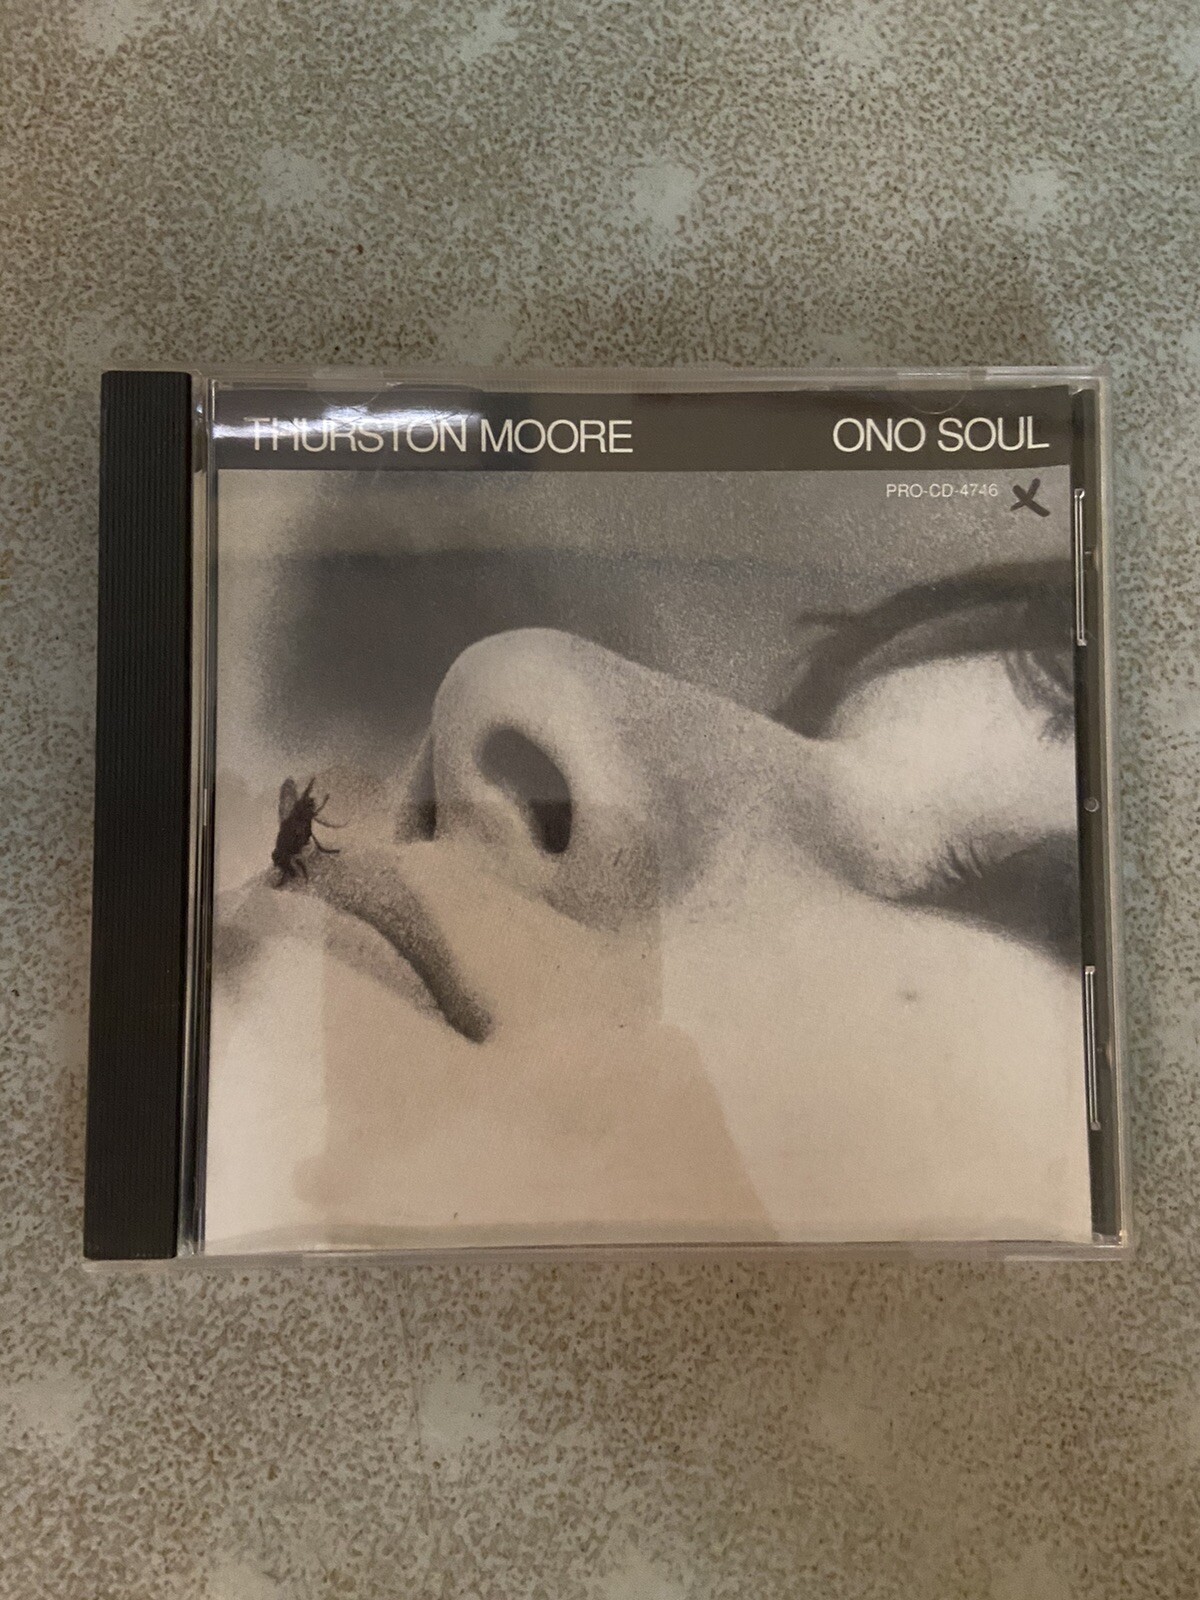 THURSTON MOORE ONO SOUL
PRO-CD-4746 X